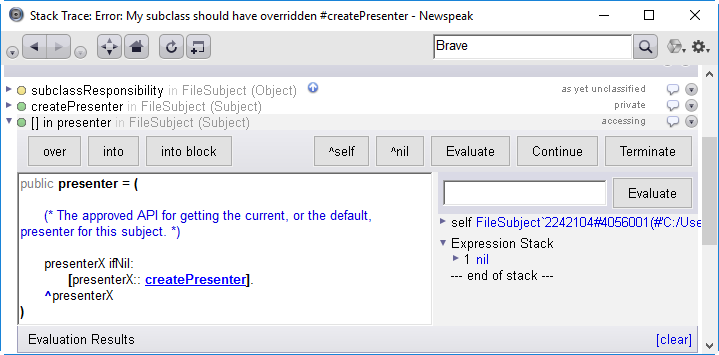 Stack Trace: Error: My subclass should have overridden #createPresenter - Newspeak
Brave
subclassResponsibility in FileSubject (Object) as yet unclassified
createPresenter in FileSubject (Subject) private
[] in presenter in FileSubject (Subject) accessing
over into into block ^self ^nil Evaluate Continue Terminate
public presenter = (
(* The approved API for getting the current, or the default,
presenter for this subject. *)
presenterX ifNil:
[presenterX:: createPresenter].
^presenterX
)
Evaluate
self FileSubject`2242104#4056001(#'C:/Use
Expression Stack
1 nil
--- end of stack ---
Evaluation Results [clear]